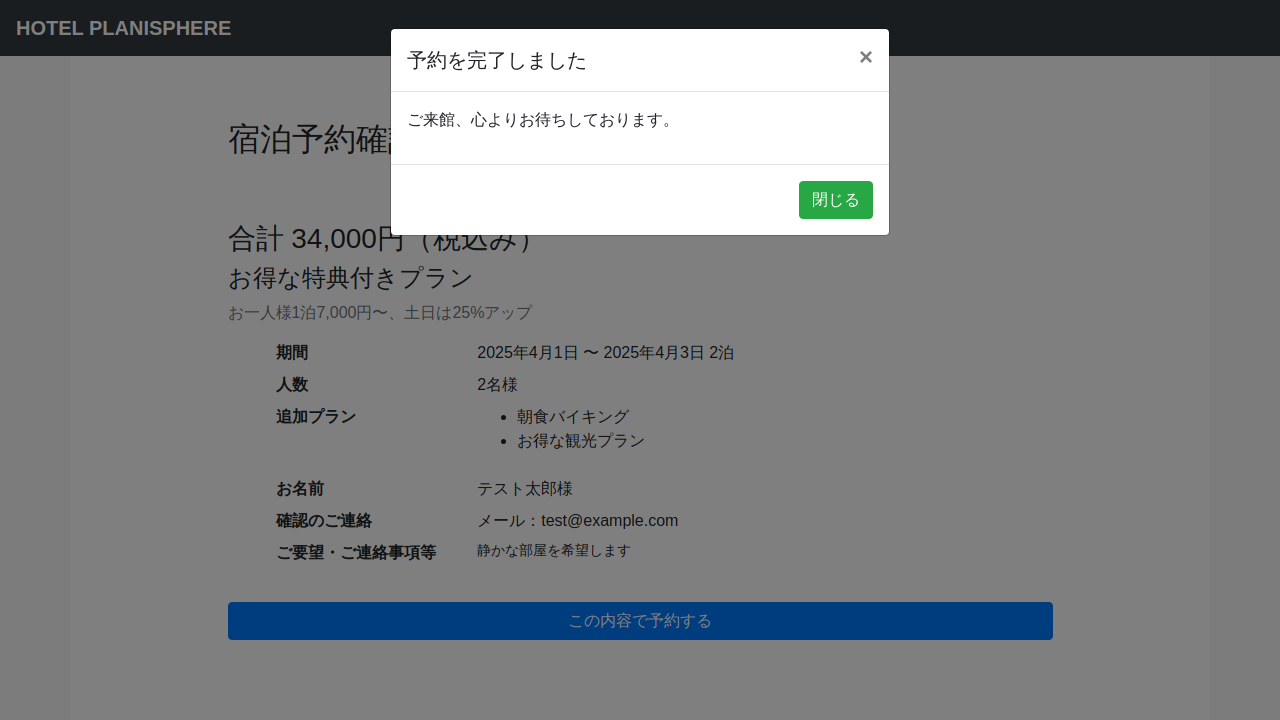 HOTEL PLANISPHERE
予約を完了しました
×
ご来館、心よりお待ちしております。
閉じる
宿泊予約確
合計 34,000円（税込み）
お得な特典付きプラン
お一人様1泊7,000円〜、土日は25%アップ
期間 2025年4月1日 〜 2025年4月3日 2泊
人数 2名様
追加プラン
• 朝食バイキング
• お得な観光プラン
お名前 テスト太郎様
確認のご連絡 メール：test@example.com
ご要望・ご連絡事項等 静かな部屋を希望します
この内容で予約する